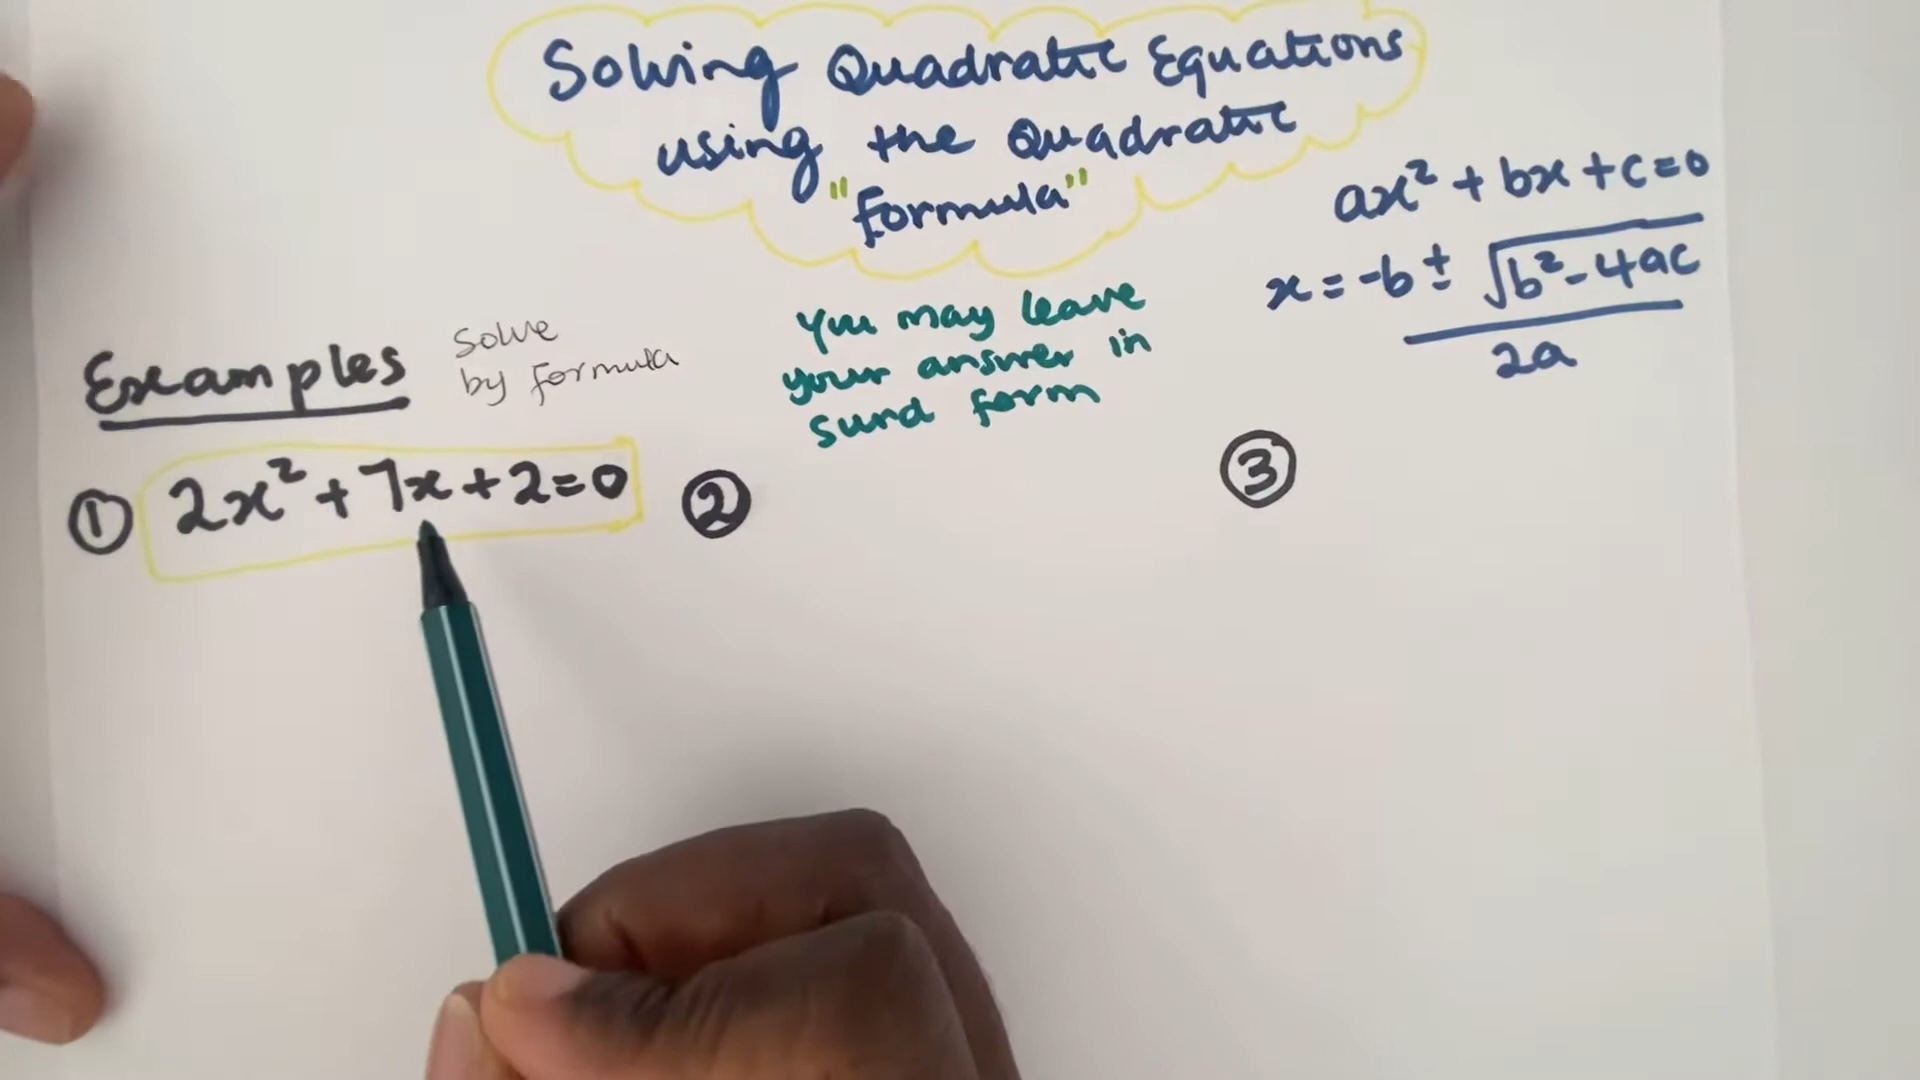 Solving Quadratic Equations
using the Quadratic
"formula"
ax² + bx + c = 0
x = -b ± √b² - 4ac
2a
You may leave
your answer in
surd form
Examples
Solve
by formula
① 2x² + 7x + 2 = 0
②
③